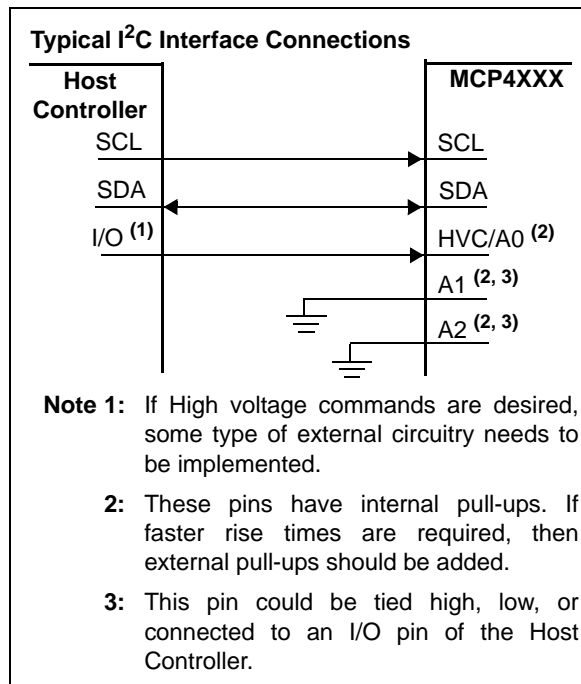 Typical I²C Interface Connections
Host
Controller
MCP4XXX
SCL
SCL
SDA
SDA
I/O (1)
HVC/A0 (2)
A1 (2, 3)
A2 (2, 3)
Note 1: If High voltage commands are desired,
some type of external circuitry needs to
be implemented.
2: These pins have internal pull-ups. If
faster rise times are required, then
external pull-ups should be added.
3: This pin could be tied high, low, or
connected to an I/O pin of the Host
Controller.